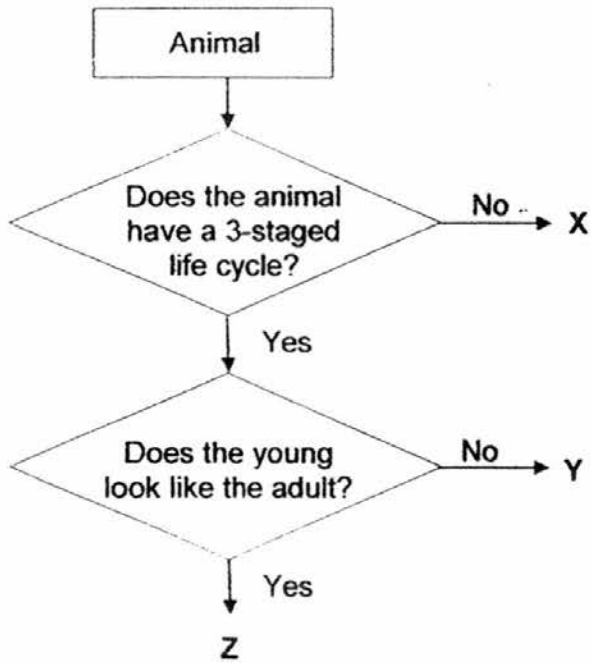 Animal
Does the animal
have a 3-staged
life cycle?
No
X
Yes
Does the young
look like the adult?
No
Y
Yes
Z